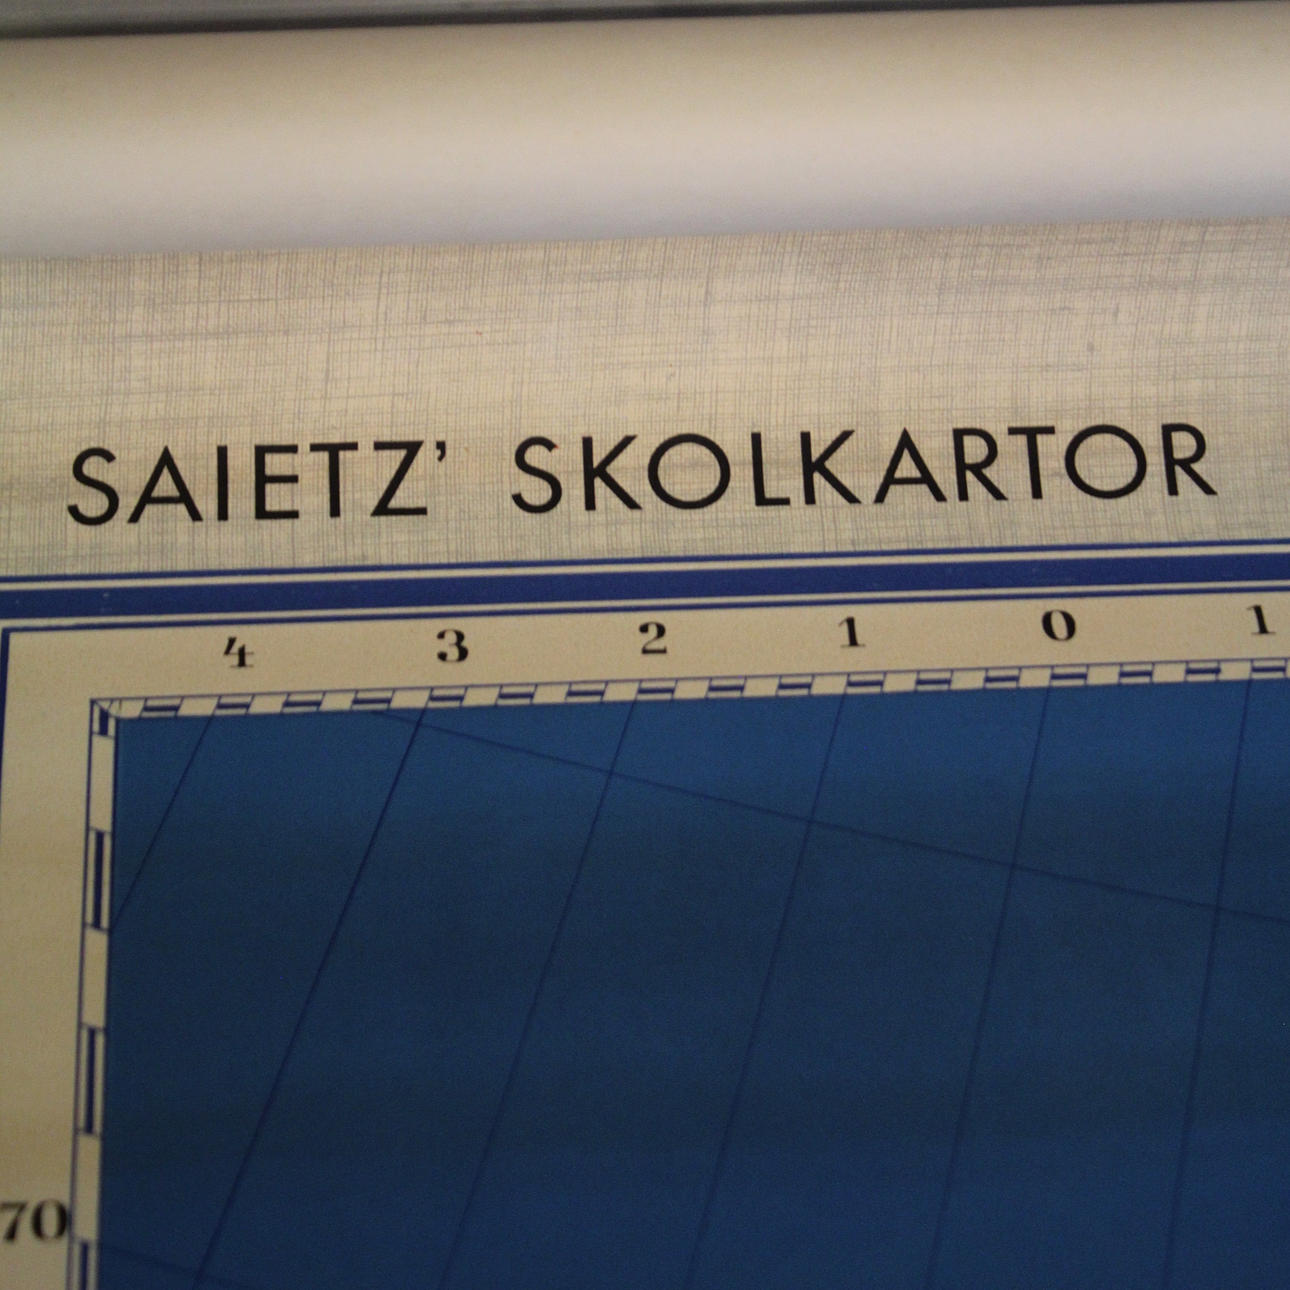 SAIETZ’ SKOLKARTOR
4 3 2 1 0 1
70